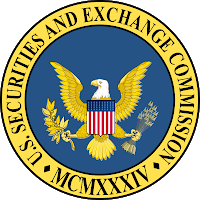 U.S. SECURITIES AND EXCHANGE COMMISSION
MCMXXXIV